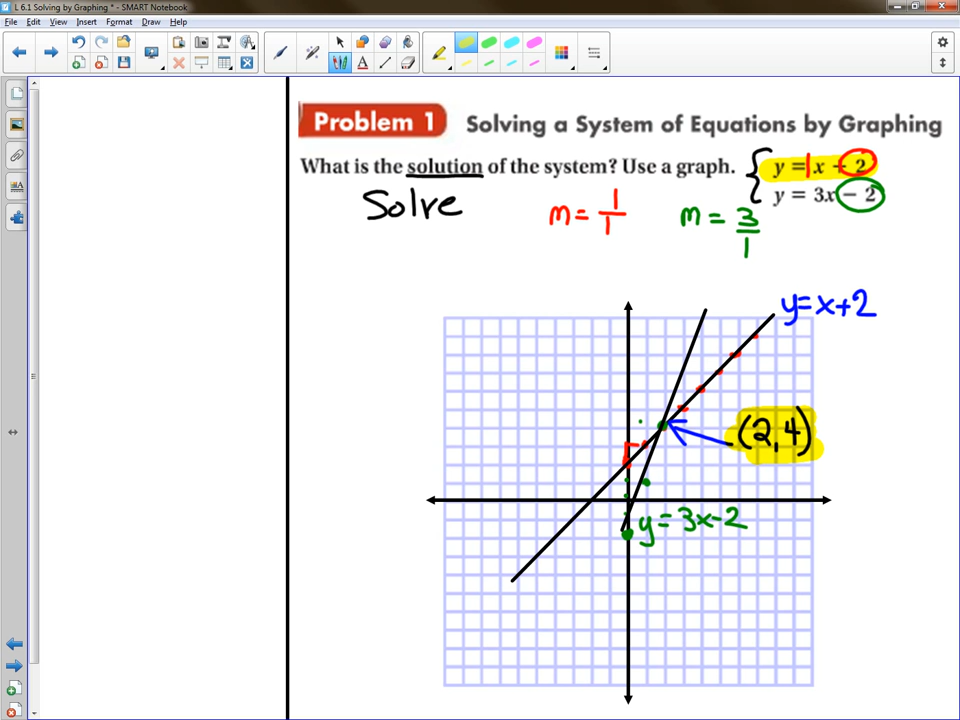 L 6.1 Solving by Graphing * - SMART Notebook
File Edit View Insert Format Draw Help
Problem 1 Solving a System of Equations by Graphing
What is the solution of the system? Use a graph. y = 1x + 2
y = 3x − 2
Solve
m = 1/1 m = 3/1
y=x+2
(2,4)
y=3x-2